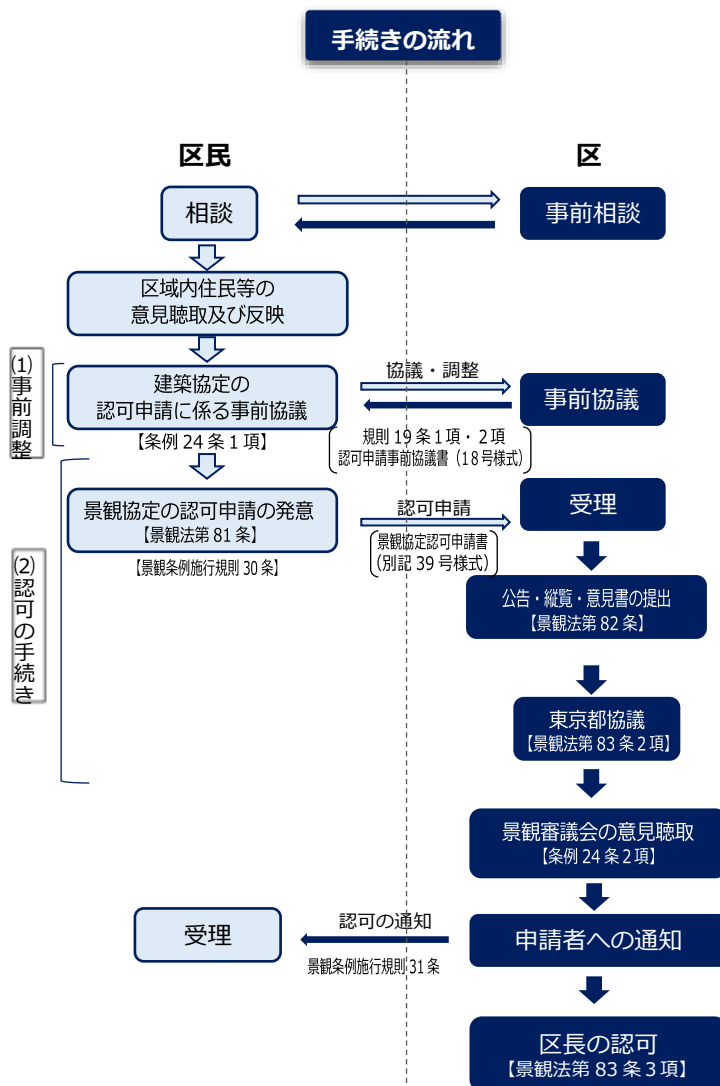 手続きの流れ
区民
区
相談
事前相談
区域内住民等の
意見聴取及び反映
(1)事前調整
建築協定の
認可申請に係る事前協議
【条例 24 条 1 項】
協議・調整
規則 19 条 1 項・2 項
認可申請事前協議書（18 号様式）
事前協議
(2)認可の手続き
景観協定の認可申請の発意
【景観法第 81 条】
【景観条例施行規則 30 条】
認可申請
景観協定認可申請書
（別記 39 号様式）
受理
公告・縦覧・意見書の提出
【景観法第 82 条】
東京都協議
【景観法第 83 条 2 項】
景観審議会の意見聴取
【条例 24 条 2 項】
受理
認可の通知
景観条例施行規則 31 条
申請者への通知
区長の認可
【景観法第 83 条 3 項】